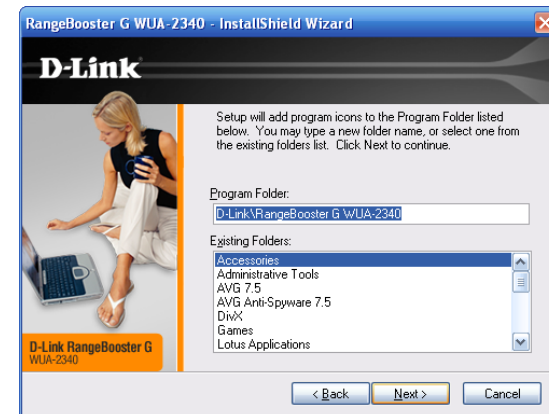 RangeBooster G WUA-2340 - InstallShield Wizard
D-Link
Setup will add program icons to the Program Folder listed
below. You may type a new folder name, or select one from
the existing folders list. Click Next to continue.
Program Folder:
D-Link\RangeBooster G WUA-2340
Existing Folders:
Accessories
Administrative Tools
AVG 7.5
AVG Anti-Spyware 7.5
DivX
Games
Lotus Applications
D-Link RangeBooster G
WUA-2340
< Back
Next >
Cancel